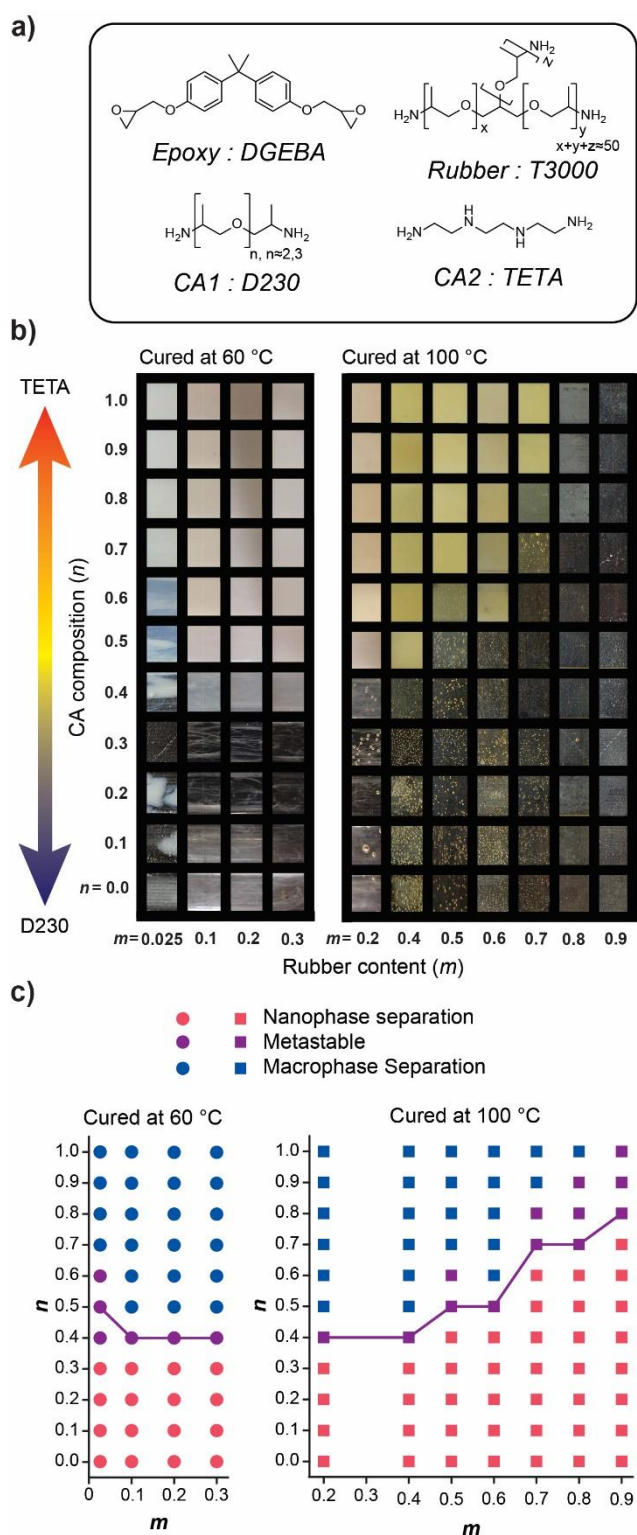 a)
O
O
O
O
Epoxy : DGEBA
NH₂
z
O
H₂N
O
x
O
NH₂
y
x+y+z≈50
Rubber : T3000
H₂N
O
NH₂
n, n≈2,3
CA1 : D230
H₂N
H
N
N
H
NH₂
CA2 : TETA
b)
Cured at 60 °C
Cured at 100 °C
TETA
CA composition (n)
D230
1.0
0.9
0.8
0.7
0.6
0.5
0.4
0.3
0.2
0.1
n = 0.0
m= 0.025 0.1 0.2 0.3
m= 0.2 0.4 0.5 0.6 0.7 0.8 0.9
Rubber content (m)
c)
Nanophase separation
Metastable
Macrophase Separation
Cured at 60 °C
n
1.0
0.9
0.8
0.7
0.6
0.5
0.4
0.3
0.2
0.1
0.0
0 0.1 0.2 0.3
m
Cured at 100 °C
n
1.0
0.9
0.8
0.7
0.6
0.5
0.4
0.3
0.2
0.1
0.0
0.2 0.3 0.4 0.5 0.6 0.7 0.8 0.9
m